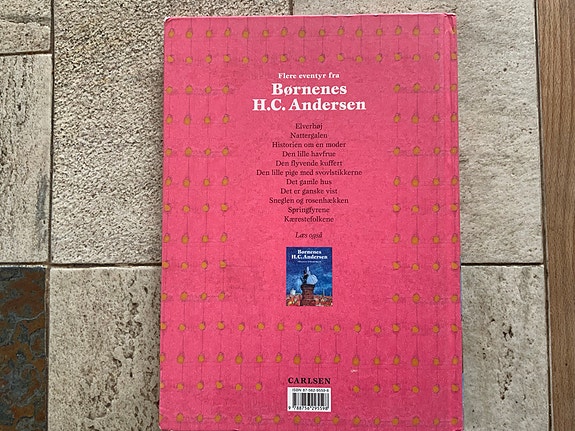 Flere eventyr fra
Børnenes
H.C. Andersen
Elverhøj
Nattergalen
Historien om en moder
Den lille havfrue
Den flyvende kuffert
Den lille pige med svovlstikkerne
Det gamle hus
Det er ganske vist
Sneglen og rosenhækken
Springfyrene
Kærestefolkene
Læs også
Børnenes
H.C. Andersen
CARLSEN